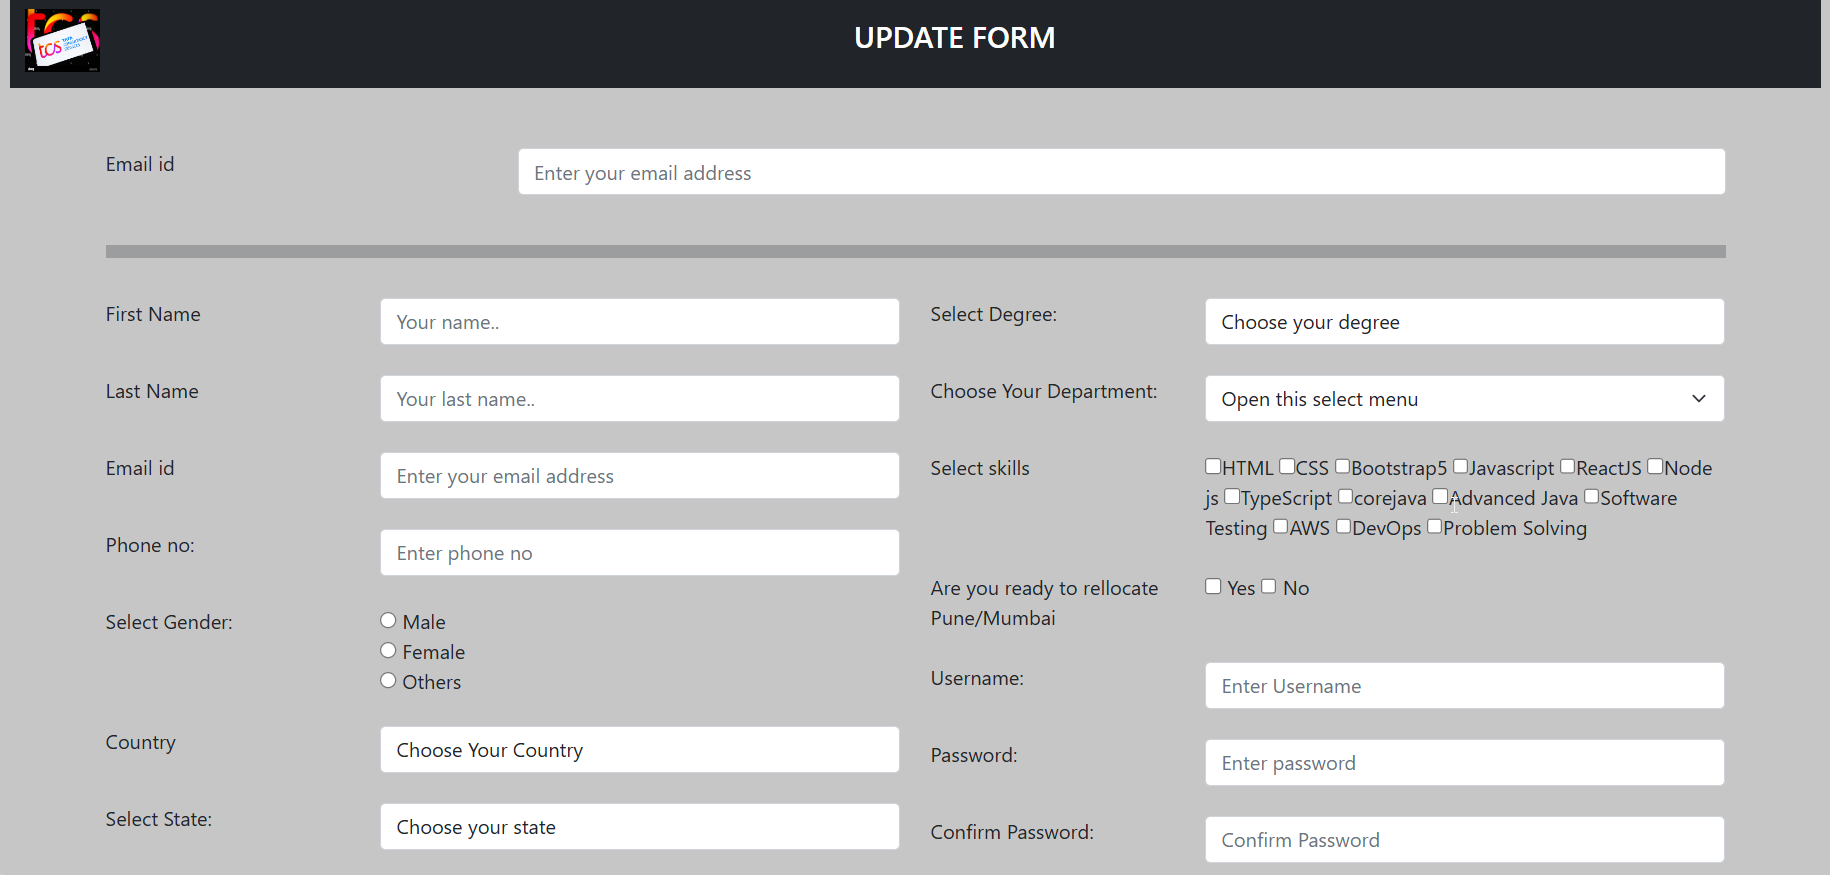 tcs TATA CONSULTANCY SERVICES
UPDATE FORM
Email id
Enter your email address
First Name
Your name..
Last Name
Your last name..
Email id
Enter your email address
Phone no:
Enter phone no
Select Gender:
Male
Female
Others
Country
Choose Your Country
Select State:
Choose your state
Select Degree:
Choose your degree
Choose Your Department:
Open this select menu
Select skills
HTML CSS Bootstrap5 Javascript ReactJS Node
js TypeScript corejava Advanced Java Software
Testing AWS DevOps Problem Solving
Are you ready to rellocate
Pune/Mumbai
Yes No
Username:
Enter Username
Password:
Enter password
Confirm Password:
Confirm Password